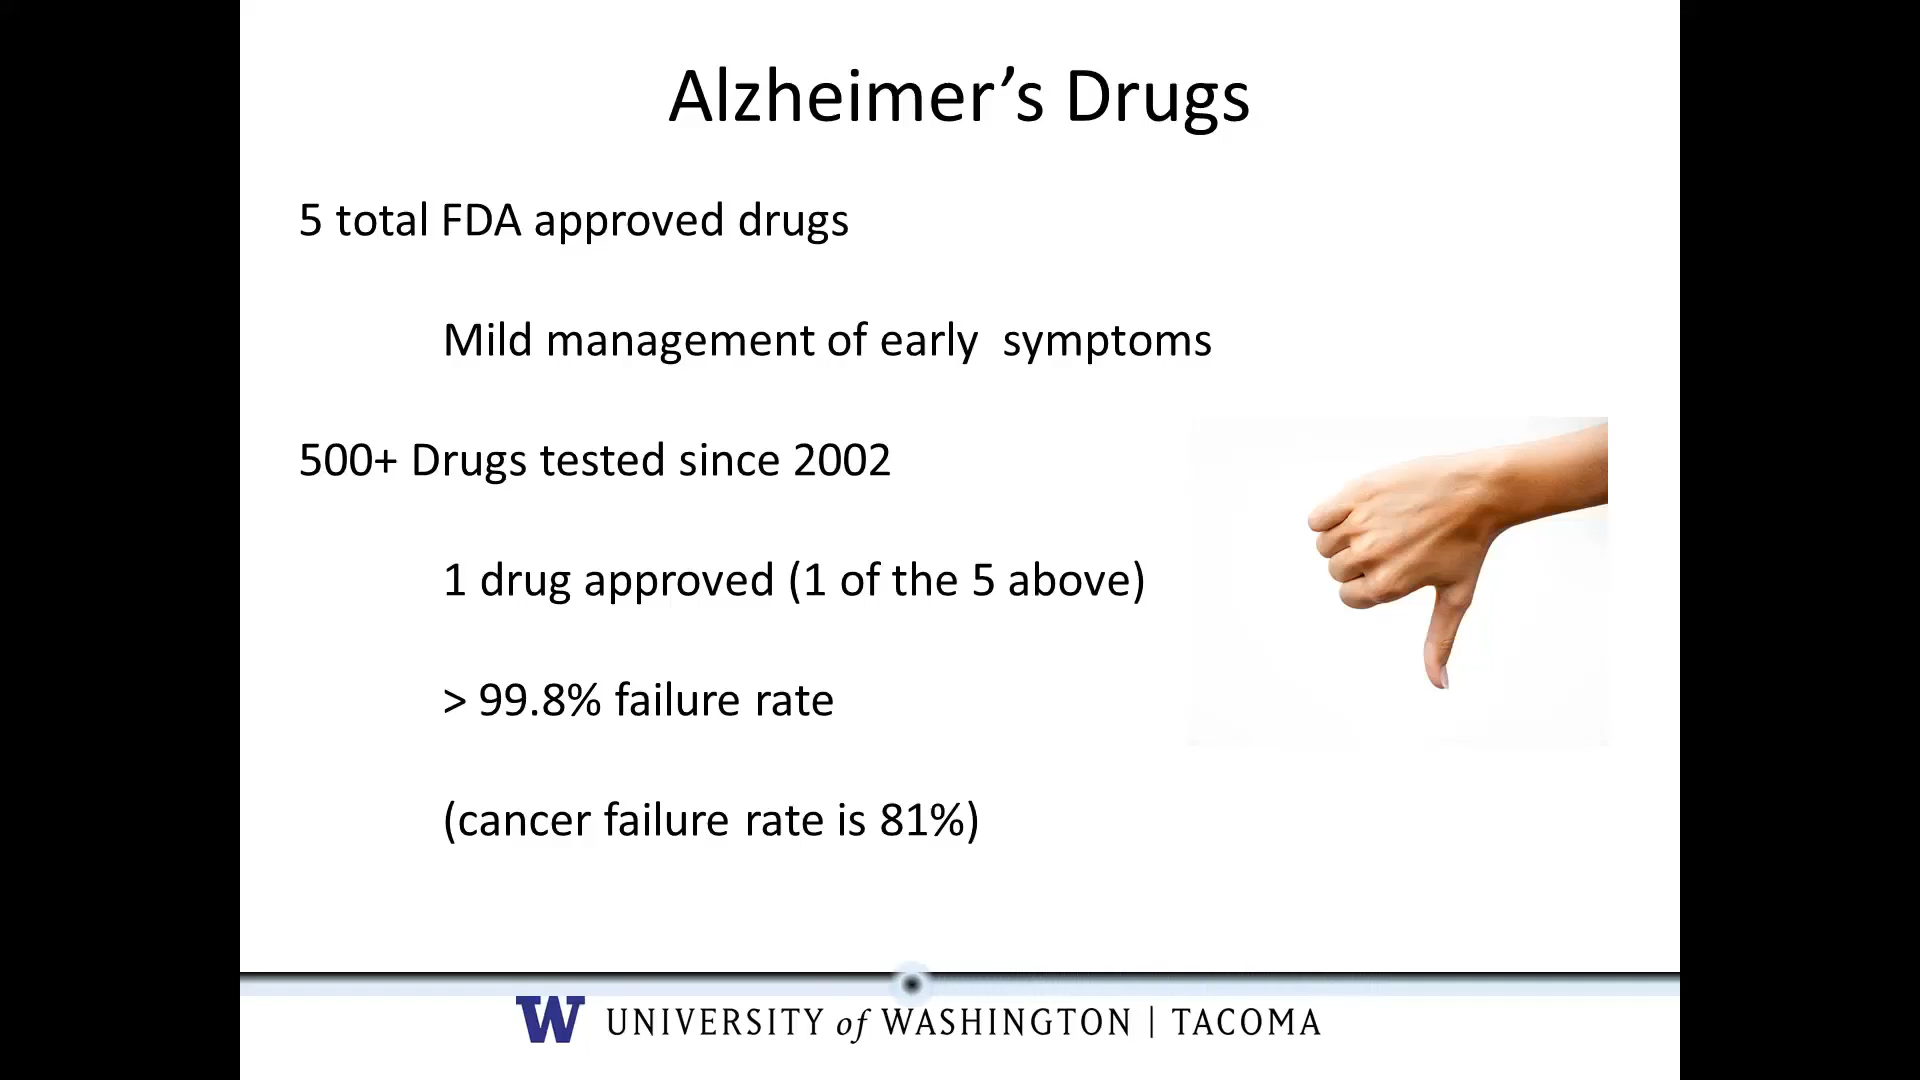 Alzheimer’s Drugs
5 total FDA approved drugs
Mild management of early  symptoms
500+ Drugs tested since 2002
1 drug approved (1 of the 5 above)
> 99.8% failure rate
(cancer failure rate is 81%)
W UNIVERSITY of WASHINGTON | TACOMA